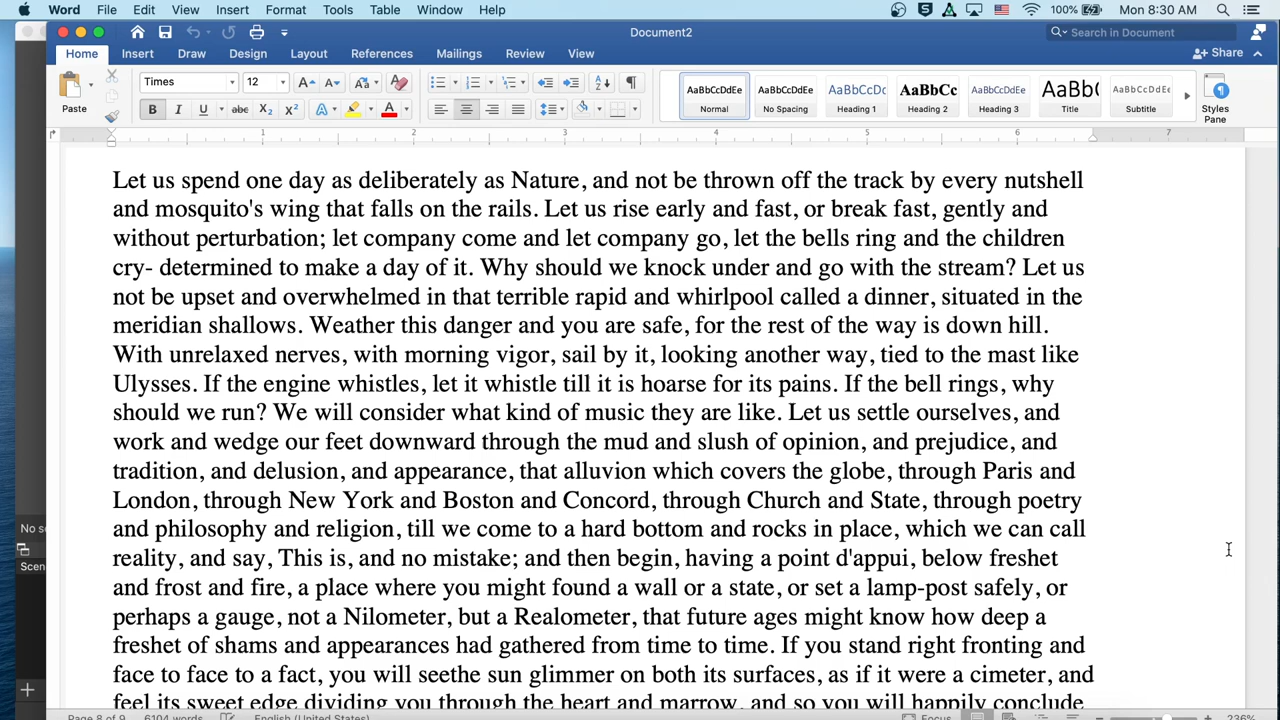 Word File Edit View Insert Format Tools Table Window Help 100% Mon 8:30 AM
Document2 Search in Document
Home Insert Draw Design Layout References Mailings Review View Share
Paste Times 12 AaBbCcDdEe AaBbCcDdEe AaBbCcDc AaBbCc AaBbCcDdEe AaBb( AaBbCcDdEe
B I U abc X2 X2 A A Normal No Spacing Heading 1 Heading 2 Heading 3 Title Subtitle Styles Pane
1 2 3 4 5 6 7
Let us spend one day as deliberately as Nature, and not be thrown off the track by every nutshell
and mosquito's wing that falls on the rails. Let us rise early and fast, or break fast, gently and
without perturbation; let company come and let company go, let the bells ring and the children
cry- determined to make a day of it. Why should we knock under and go with the stream? Let us
not be upset and overwhelmed in that terrible rapid and whirlpool called a dinner, situated in the
meridian shallows. Weather this danger and you are safe, for the rest of the way is down hill.
With unrelaxed nerves, with morning vigor, sail by it, looking another way, tied to the mast like
Ulysses. If the engine whistles, let it whistle till it is hoarse for its pains. If the bell rings, why
should we run? We will consider what kind of music they are like. Let us settle ourselves, and
work and wedge our feet downward through the mud and slush of opinion, and prejudice, and
tradition, and delusion, and appearance, that alluvion which covers the globe, through Paris and
London, through New York and Boston and Concord, through Church and State, through poetry
and philosophy and religion, till we come to a hard bottom and rocks in place, which we can call
reality, and say, This is, and no mistake; and then begin, having a point d'appui, below freshet
and frost and fire, a place where you might found a wall or a state, or set a lamp-post safely, or
perhaps a gauge, not a Nilometer, but a Realometer, that future ages might know how deep a
freshet of shams and appearances had gathered from time to time. If you stand right fronting and
face to face to a fact, you will seethe sun glimmer on both its surfaces, as if it were a cimeter, and
feel its sweet edge dividing you through the heart and marrow, and so you will happily conclude
No so
Scen
Page 8 of 9 6104 words English (United States) Focus 236%